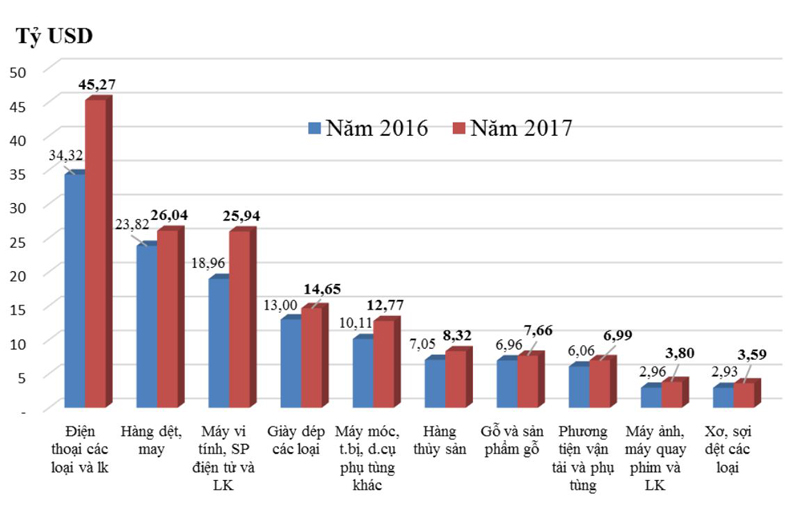 Tỷ USD
50
45
40
35
30
25
20
15
10
5
-
Năm 2016
Năm 2017
34,32
45,27
23,82
26,04
18,96
25,94
13,00
14,65
10,11
12,77
7,05
8,32
6,96
7,66
6,06
6,99
2,96
3,80
2,93
3,59
Điện
thoại các
loại và lk
Hàng dệt,
may
Máy vi
tính, SP
điện tử và
LK
Giày dép
các loại
Máy móc,
t.bị, d.cụ
phụ tùng
khác
Hàng
thủy sản
Gỗ và sản
phẩm gỗ
Phương
tiện vận
tải và phụ
tùng
Máy ảnh,
máy quay
phim và
LK
Xơ, sợi
dệt các
loại